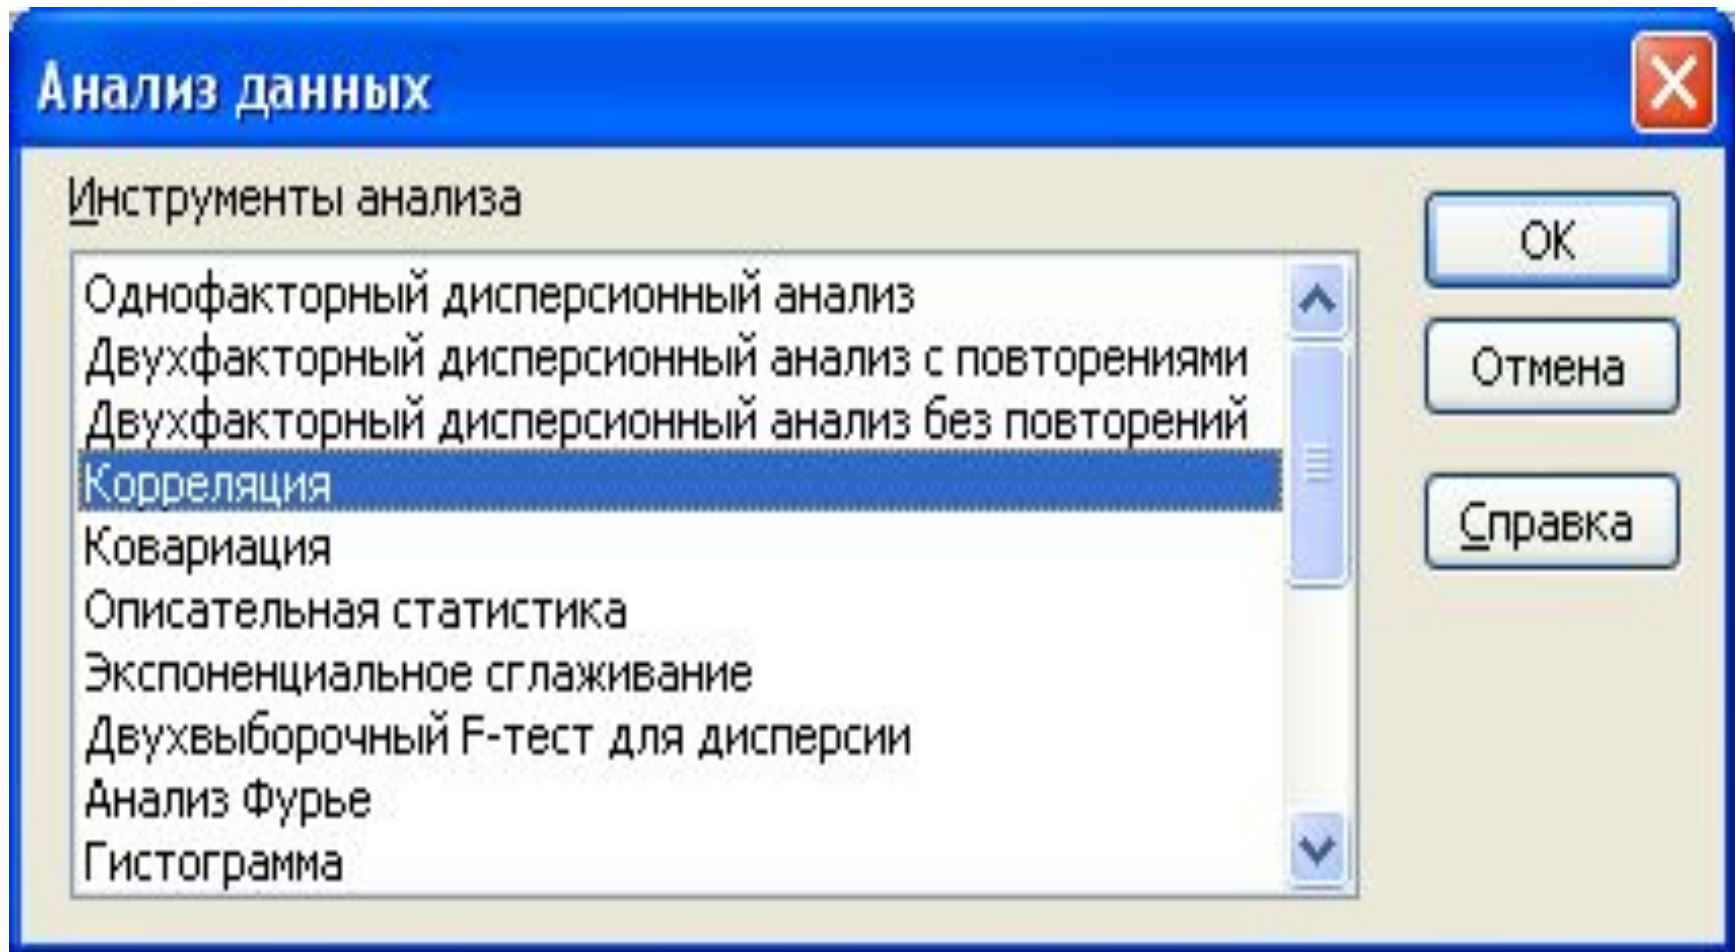 Анализ данных
Инструменты анализа
Однофакторный дисперсионный анализ
Двухфакторный дисперсионный анализ с повторениями
Двухфакторный дисперсионный анализ без повторений
Корреляция
Ковариация
Описательная статистика
Экспоненциальное сглаживание
Двухвыборочный F-тест для дисперсии
Анализ Фурье
Гистограмма
ОК
Отмена
Справка